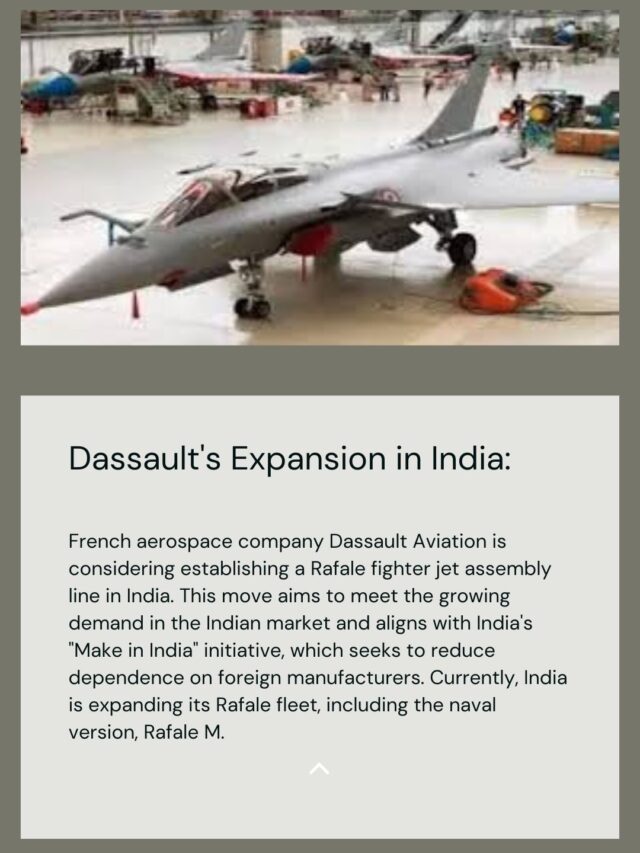 Dassault's Expansion in India:
French aerospace company Dassault Aviation is
considering establishing a Rafale fighter jet assembly
line in India. This move aims to meet the growing
demand in the Indian market and aligns with India's
"Make in India" initiative, which seeks to reduce
dependence on foreign manufacturers. Currently, India
is expanding its Rafale fleet, including the naval
version, Rafale M.